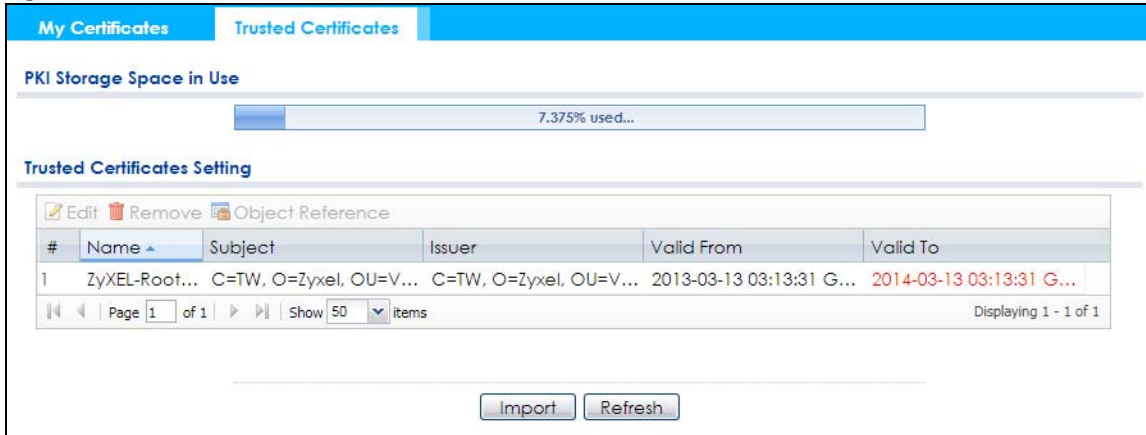 My Certificates Trusted Certificates
PKI Storage Space in Use
7.375% used...
Trusted Certificates Setting
Edit Remove Object Reference
# Name Subject Issuer Valid From Valid To
1 ZyXEL-Root... C=TW, O=Zyxel, OU=V... C=TW, O=Zyxel, OU=V... 2013-03-13 03:13:31 G... 2014-03-13 03:13:31 G...
Page 1 of 1 Show 50 items Displaying 1 - 1 of 1
Import Refresh